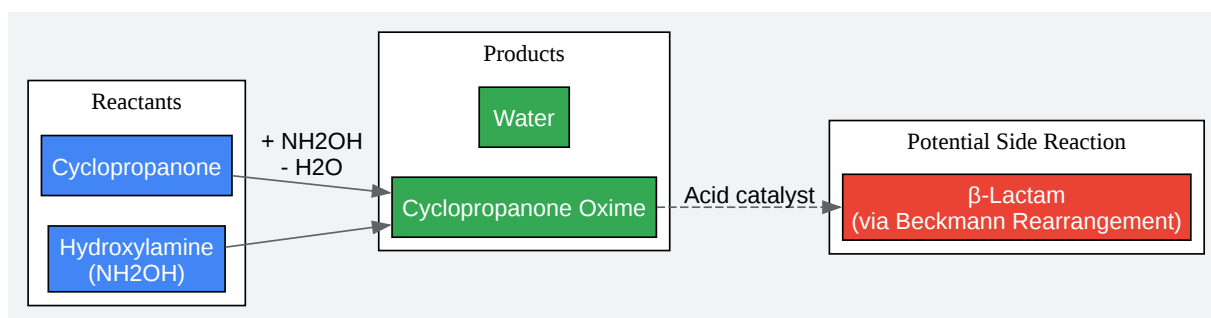 Reactants
Cyclopropanone
Hydroxylamine
(NH2OH)
+ NH2OH
- H2O
Products
Water
Cyclopropanone Oxime
Acid catalyst
Potential Side Reaction
β-Lactam
(via Beckmann Rearrangement)